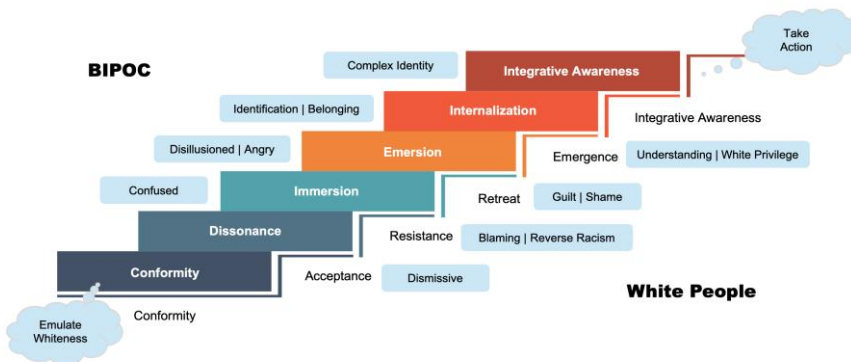 Take
Action
BIPOC
Complex Identity
Integrative Awareness
Identification | Belonging
Internalization
Integrative Awareness
Disillusioned | Angry
Emersion
Emergence
Understanding | White Privilege
Confused
Immersion
Retreat
Guilt | Shame
Dissonance
Resistance
Blaming | Reverse Racism
Conformity
Acceptance
Dismissive
White People
Emulate
Whiteness
Conformity